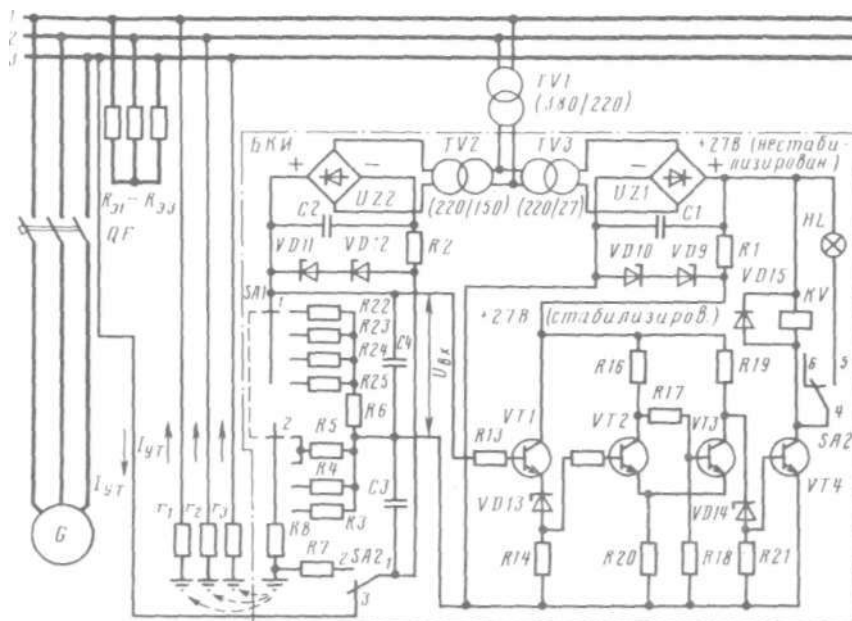 1
2
3
TV1
(380/220)
БКИ
TV2
TV3
+27В (нестаби-
лизирован)
UZ2
UZ1
(220/150)
(220/27)
Rэ1 – Rэ3
QF
C2
R2
C1
R1
HL
VD11
VD12
VD10
VD9
VD15
KV
SA1
1
R22
R23
R24
R25
C4
Uвх
+27В (стабилизиров.)
R16
R17
R19
6
5
4
R6
2
R5
R4
R3
C3
R13
VT1
VT2
VT3
SA2
VT4
Iут
Iут
VD13
VD14
G
r1
r2
r3
R8
R7
2
SA2
1
3
R14
R20
R18
R21